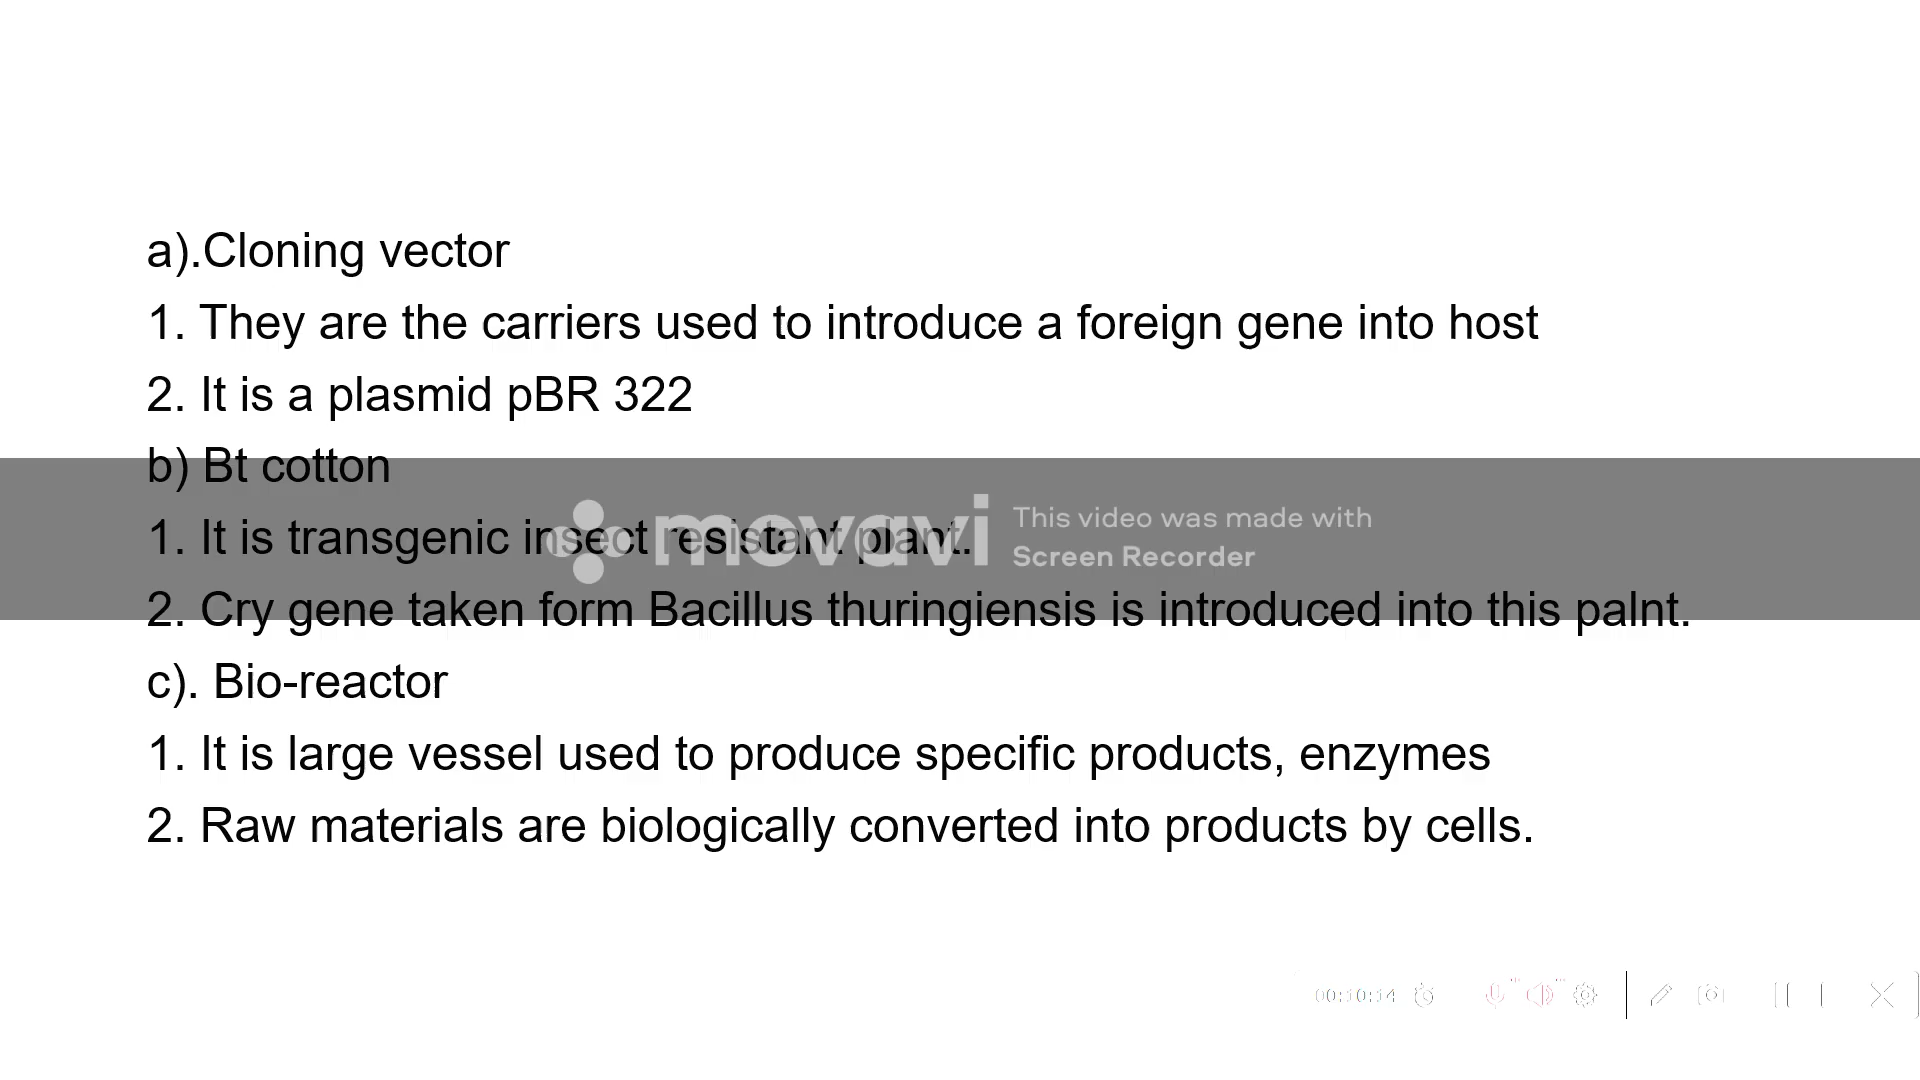 a).Cloning vector
1. They are the carriers used to introduce a foreign gene into host
2. It is a plasmid pBR 322
b) Bt cotton
1. It is transgenic insect resistant plant.
movavi
This video was made with
Screen Recorder
2. Cry gene taken form Bacillus thuringiensis is introduced into this palnt.
c). Bio-reactor
1. It is large vessel used to produce specific products, enzymes
2. Raw materials are biologically converted into products by cells.
00:10:14